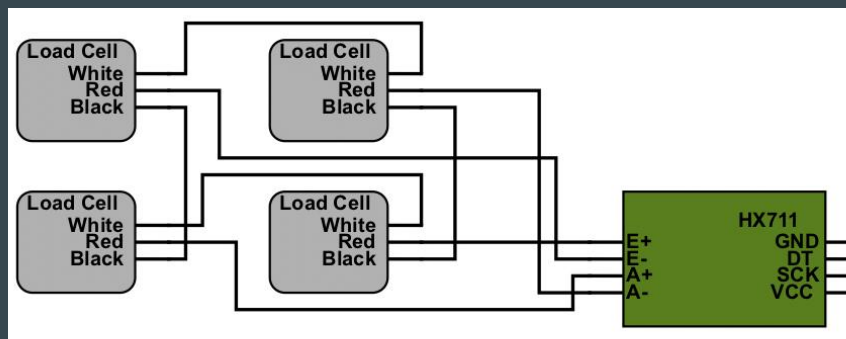 Load Cell
White
Red
Black
Load Cell
White
Red
Black
Load Cell
White
Red
Black
Load Cell
White
Red
Black
HX711
E+
E-
A+
A-
GND
DT
SCK
VCC